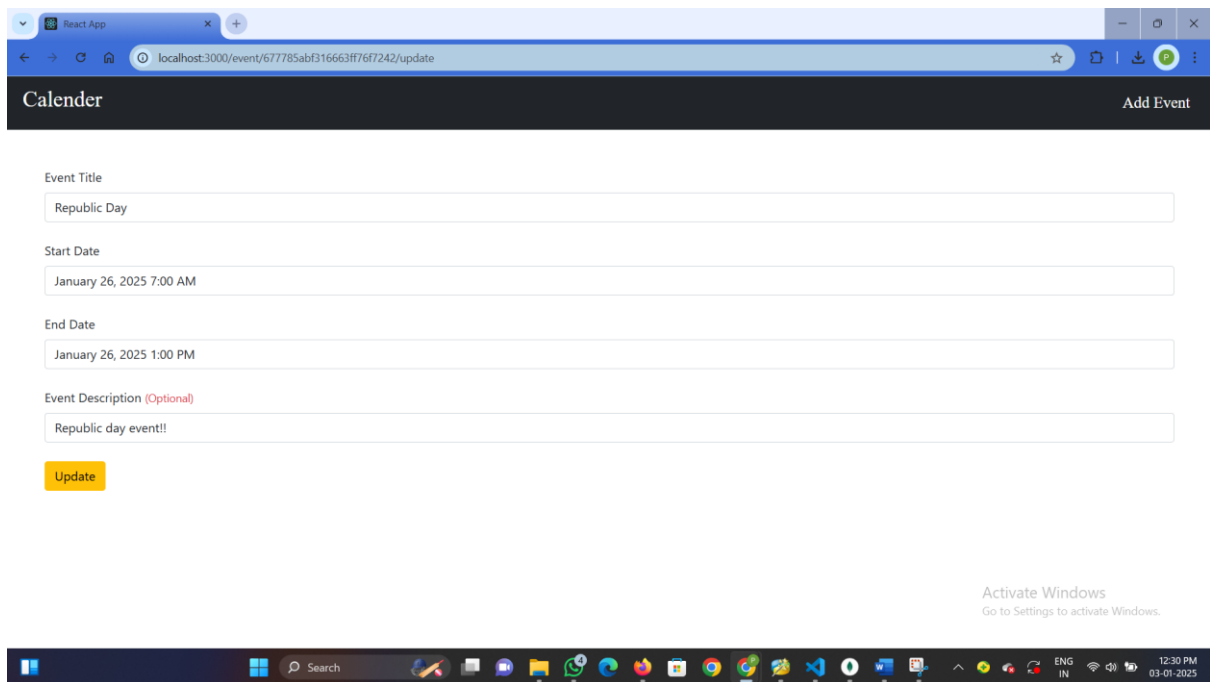 React App
localhost:3000/event/677785abf316663ff76f7242/update
P
Calender
Add Event
Event Title
Republic Day
Start Date
January 26, 2025 7:00 AM
End Date
January 26, 2025 1:00 PM
Event Description (Optional)
Republic day event!!
Update
Activate Windows
Go to Settings to activate Windows.
Search
4
ENG
IN
12:30 PM
03-01-2025